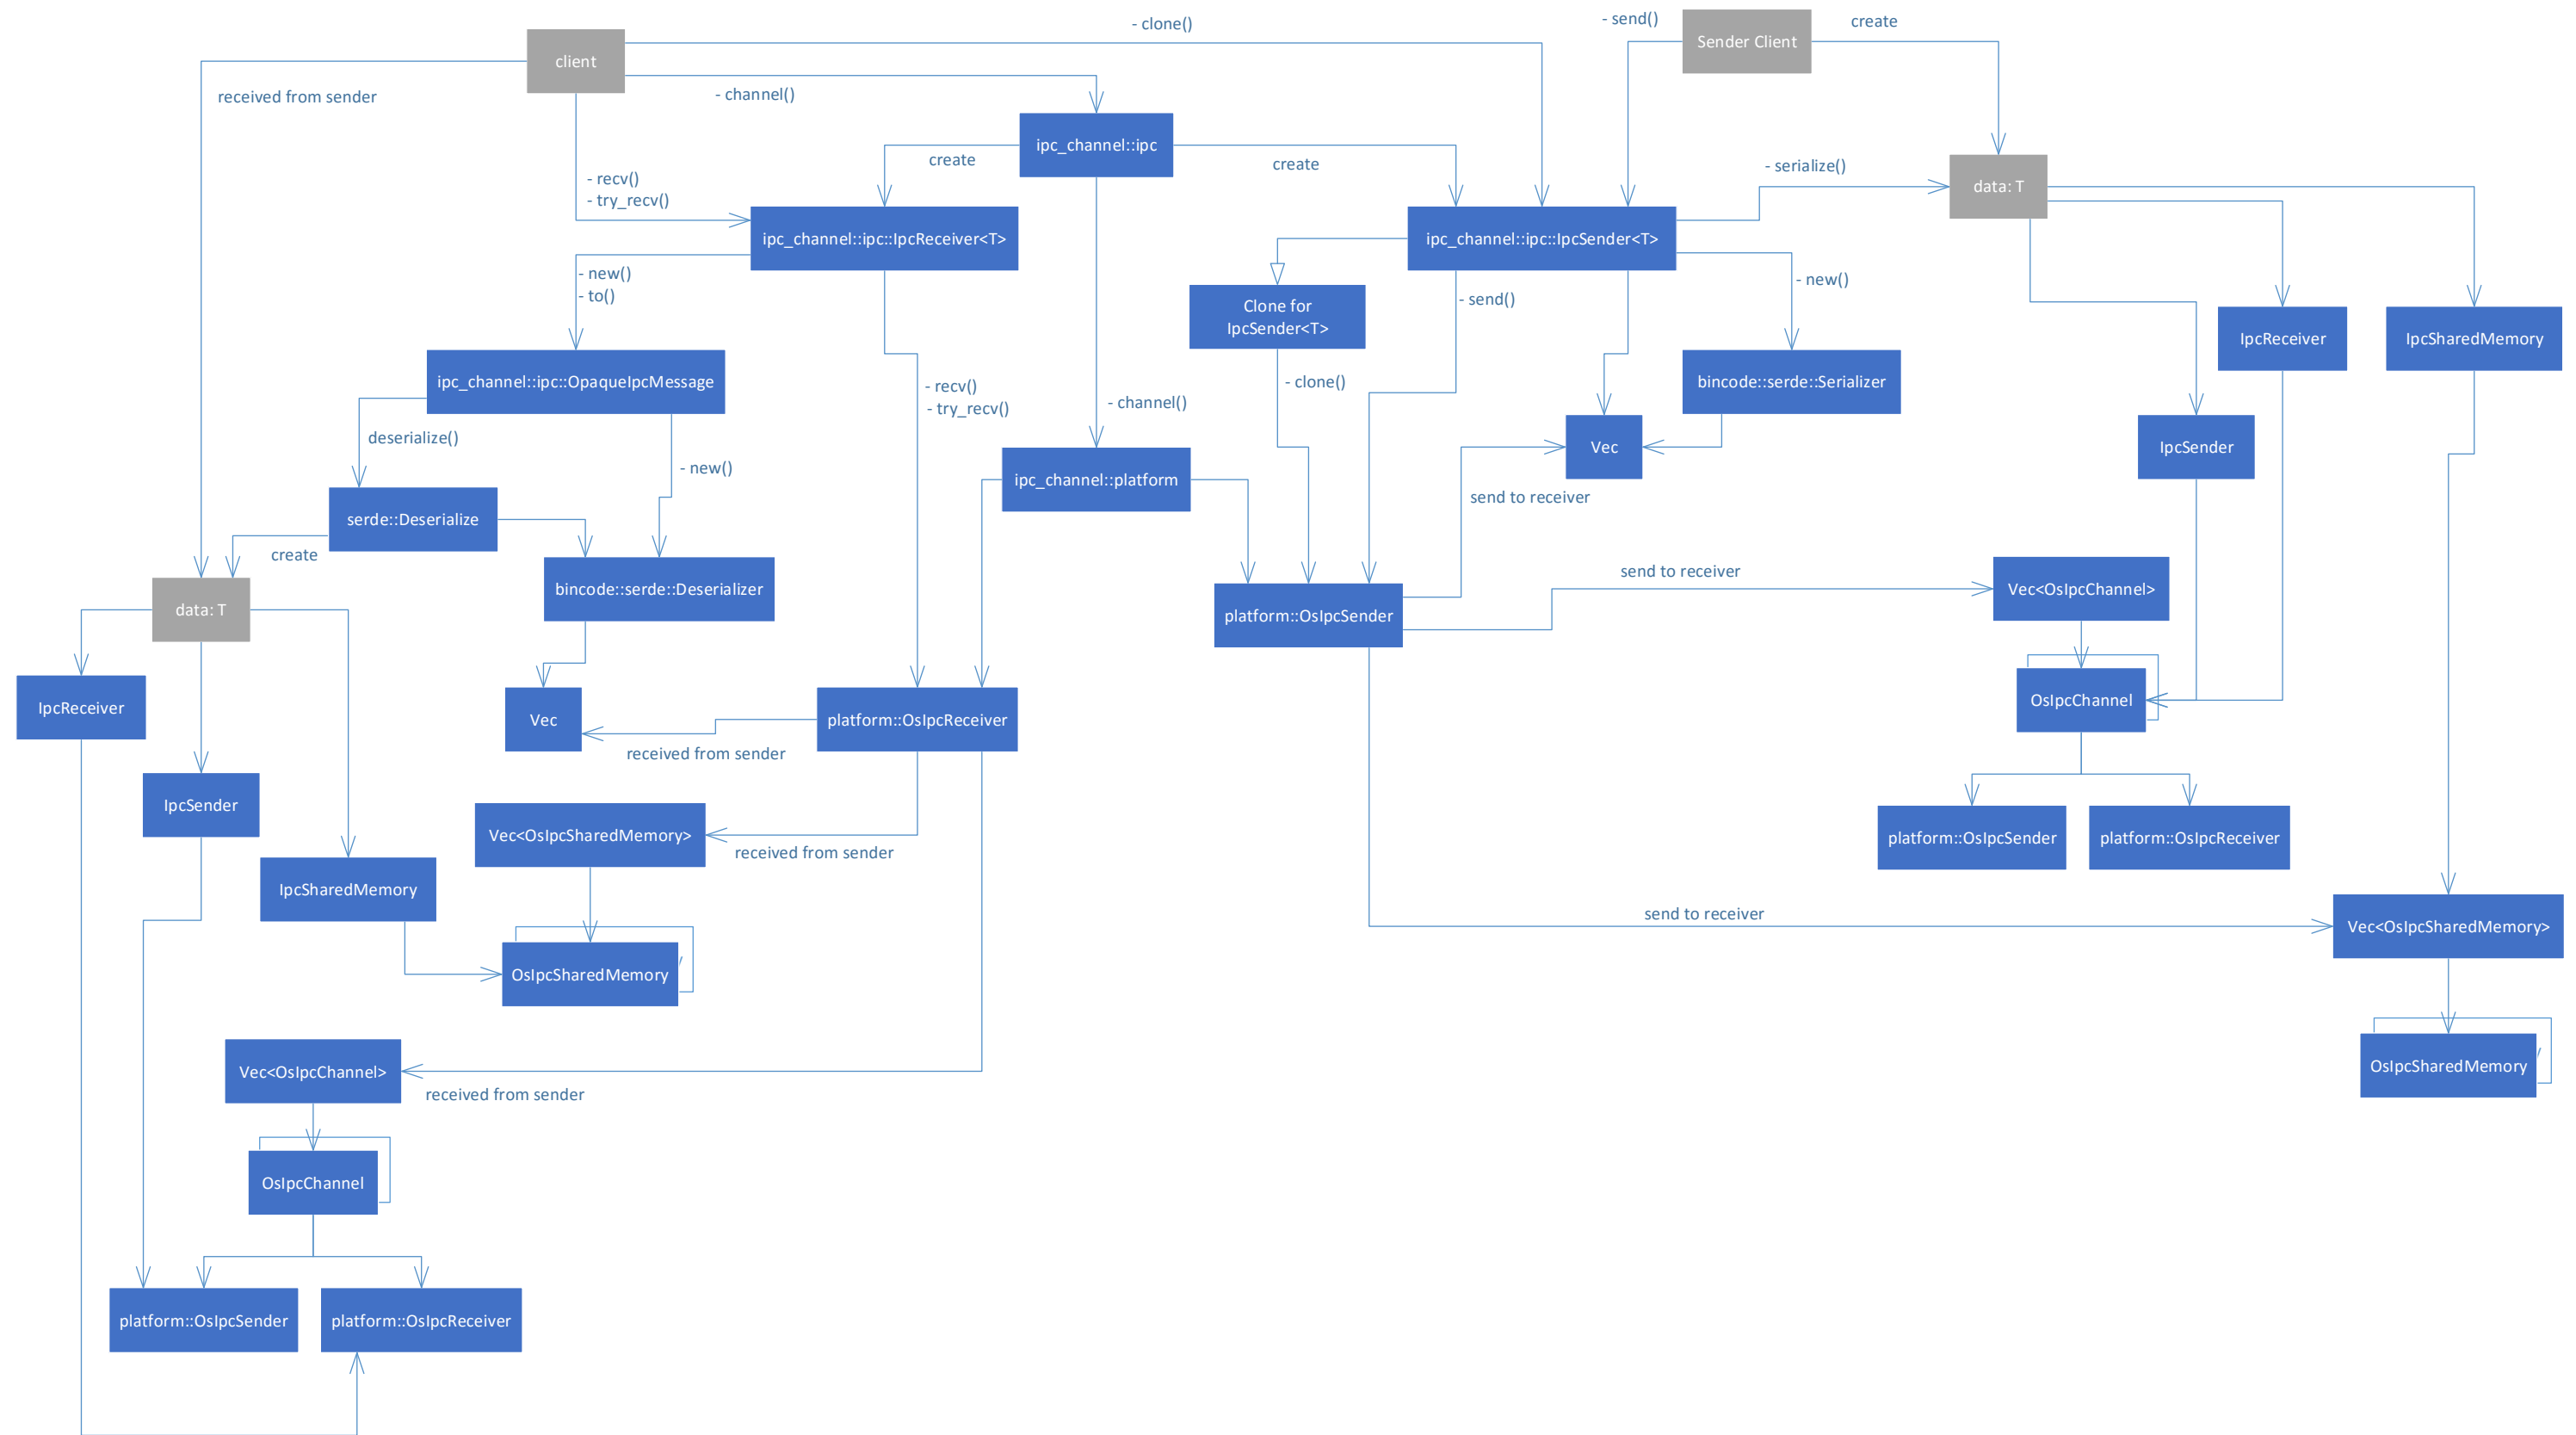 - clone()
- send()
Sender Client
create
client
received from sender
- channel()
ipc_channel::ipc
create
create
- recv()
- try_recv()
- serialize()
data: T
ipc_channel::ipc::IpcReceiver<T>
ipc_channel::ipc::IpcSender<T>
- new()
- to()
- send()
- new()
Clone for
IpcSender<T>
IpcReceiver
IpcSharedMemory
ipc_channel::ipc::OpaqueIpcMessage
- recv()
- try_recv()
- clone()
bincode::serde::Serializer
- channel()
deserialize()
- new()
Vec
IpcSender
ipc_channel::platform
send to receiver
serde::Deserialize
create
bincode::serde::Deserializer
send to receiver
Vec<OsIpcChannel>
data: T
platform::OsIpcSender
IpcReceiver
Vec
platform::OsIpcReceiver
OsIpcChannel
received from sender
IpcSender
Vec<OsIpcSharedMemory>
received from sender
platform::OsIpcSender
platform::OsIpcReceiver
IpcSharedMemory
send to receiver
Vec<OsIpcSharedMemory>
OsIpcSharedMemory
Vec<OsIpcChannel>
received from sender
OsIpcSharedMemory
OsIpcChannel
platform::OsIpcSender
platform::OsIpcReceiver